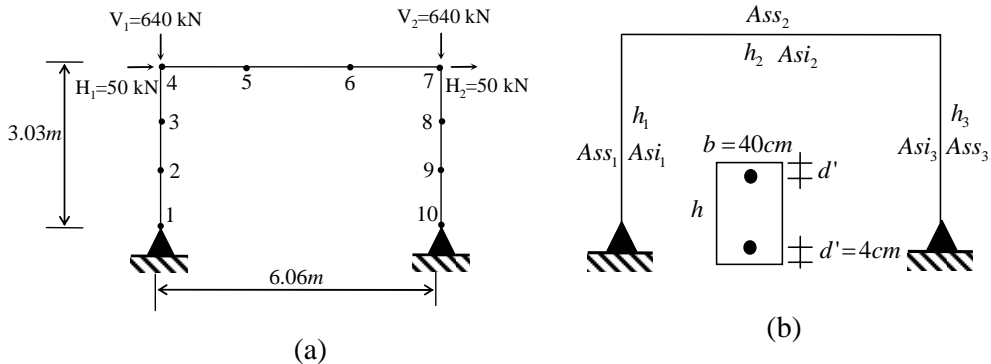 V₁=640 kN
V₂=640 kN
H₁=50 kN
4
5
6
7
H₂=50 kN
3.03m
3
8
2
9
1
10
6.06m
(a)
Ass₂
h₂ Asi₂
h₁
h₃
Ass₁ Asi₁
Asi₃ Ass₃
b = 40cm
d'
h
d' = 4cm
(b)